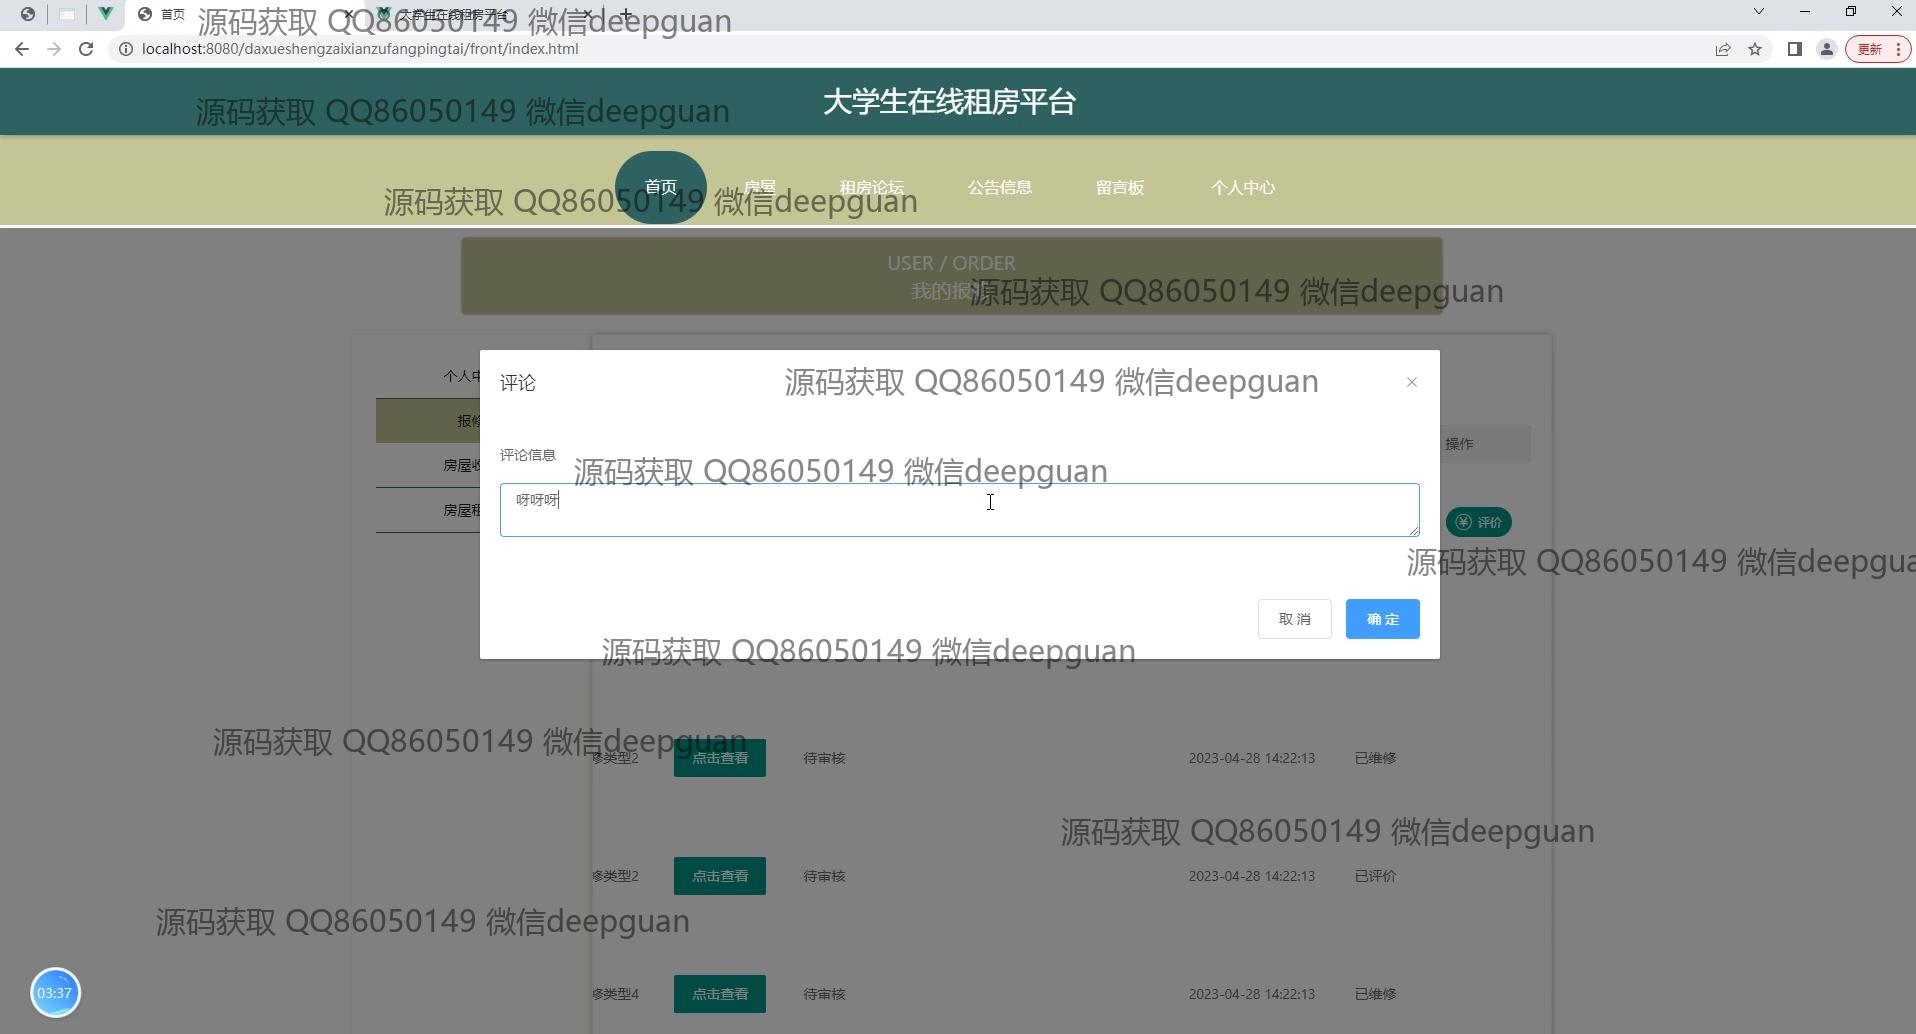 首页
大学生在线租房平台
源码获取 QQ86050149 微信deepguan
localhost:8080/daxueshengzaixianzufangpingtai/front/index.html
更新
大学生在线租房平台
源码获取 QQ86050149 微信deepguan
首页
房屋
租房论坛
公告信息
留言板
个人中心
源码获取 QQ86050149 微信deepguan
USER / ORDER
我的报
源码获取 QQ86050149 微信deepguan
个人中
评论
源码获取 QQ86050149 微信deepguan
报修
操作
评论信息
房屋收
源码获取 QQ86050149 微信deepguan
呀呀呀
房屋租
评价
源码获取 QQ86050149 微信deepgua
取消
确定
源码获取 QQ86050149 微信deepguan
源码获取 QQ86050149 微信deepguan
修类型2
点击查看
待审核
2023-04-28 14:22:13
已维修
源码获取 QQ86050149 微信deepguan
修类型2
点击查看
待审核
2023-04-28 14:22:13
已评价
源码获取 QQ86050149 微信deepguan
修类型4
点击查看
待审核
2023-04-28 14:22:13
已维修
03:37